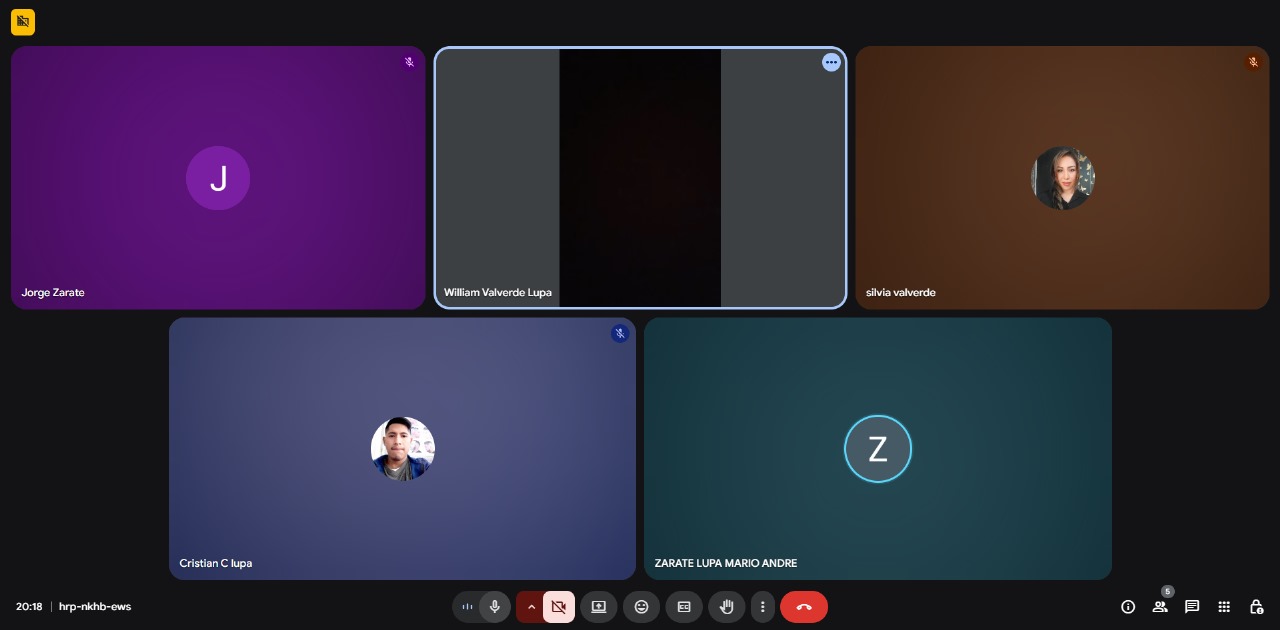 J
Jorge Zarate
William Valverde Lupa
silvia valverde
Cristian C lupa
Z
ZARATE LUPA MARIO ANDRE
20:18 | hrp-nkhb-ews
5